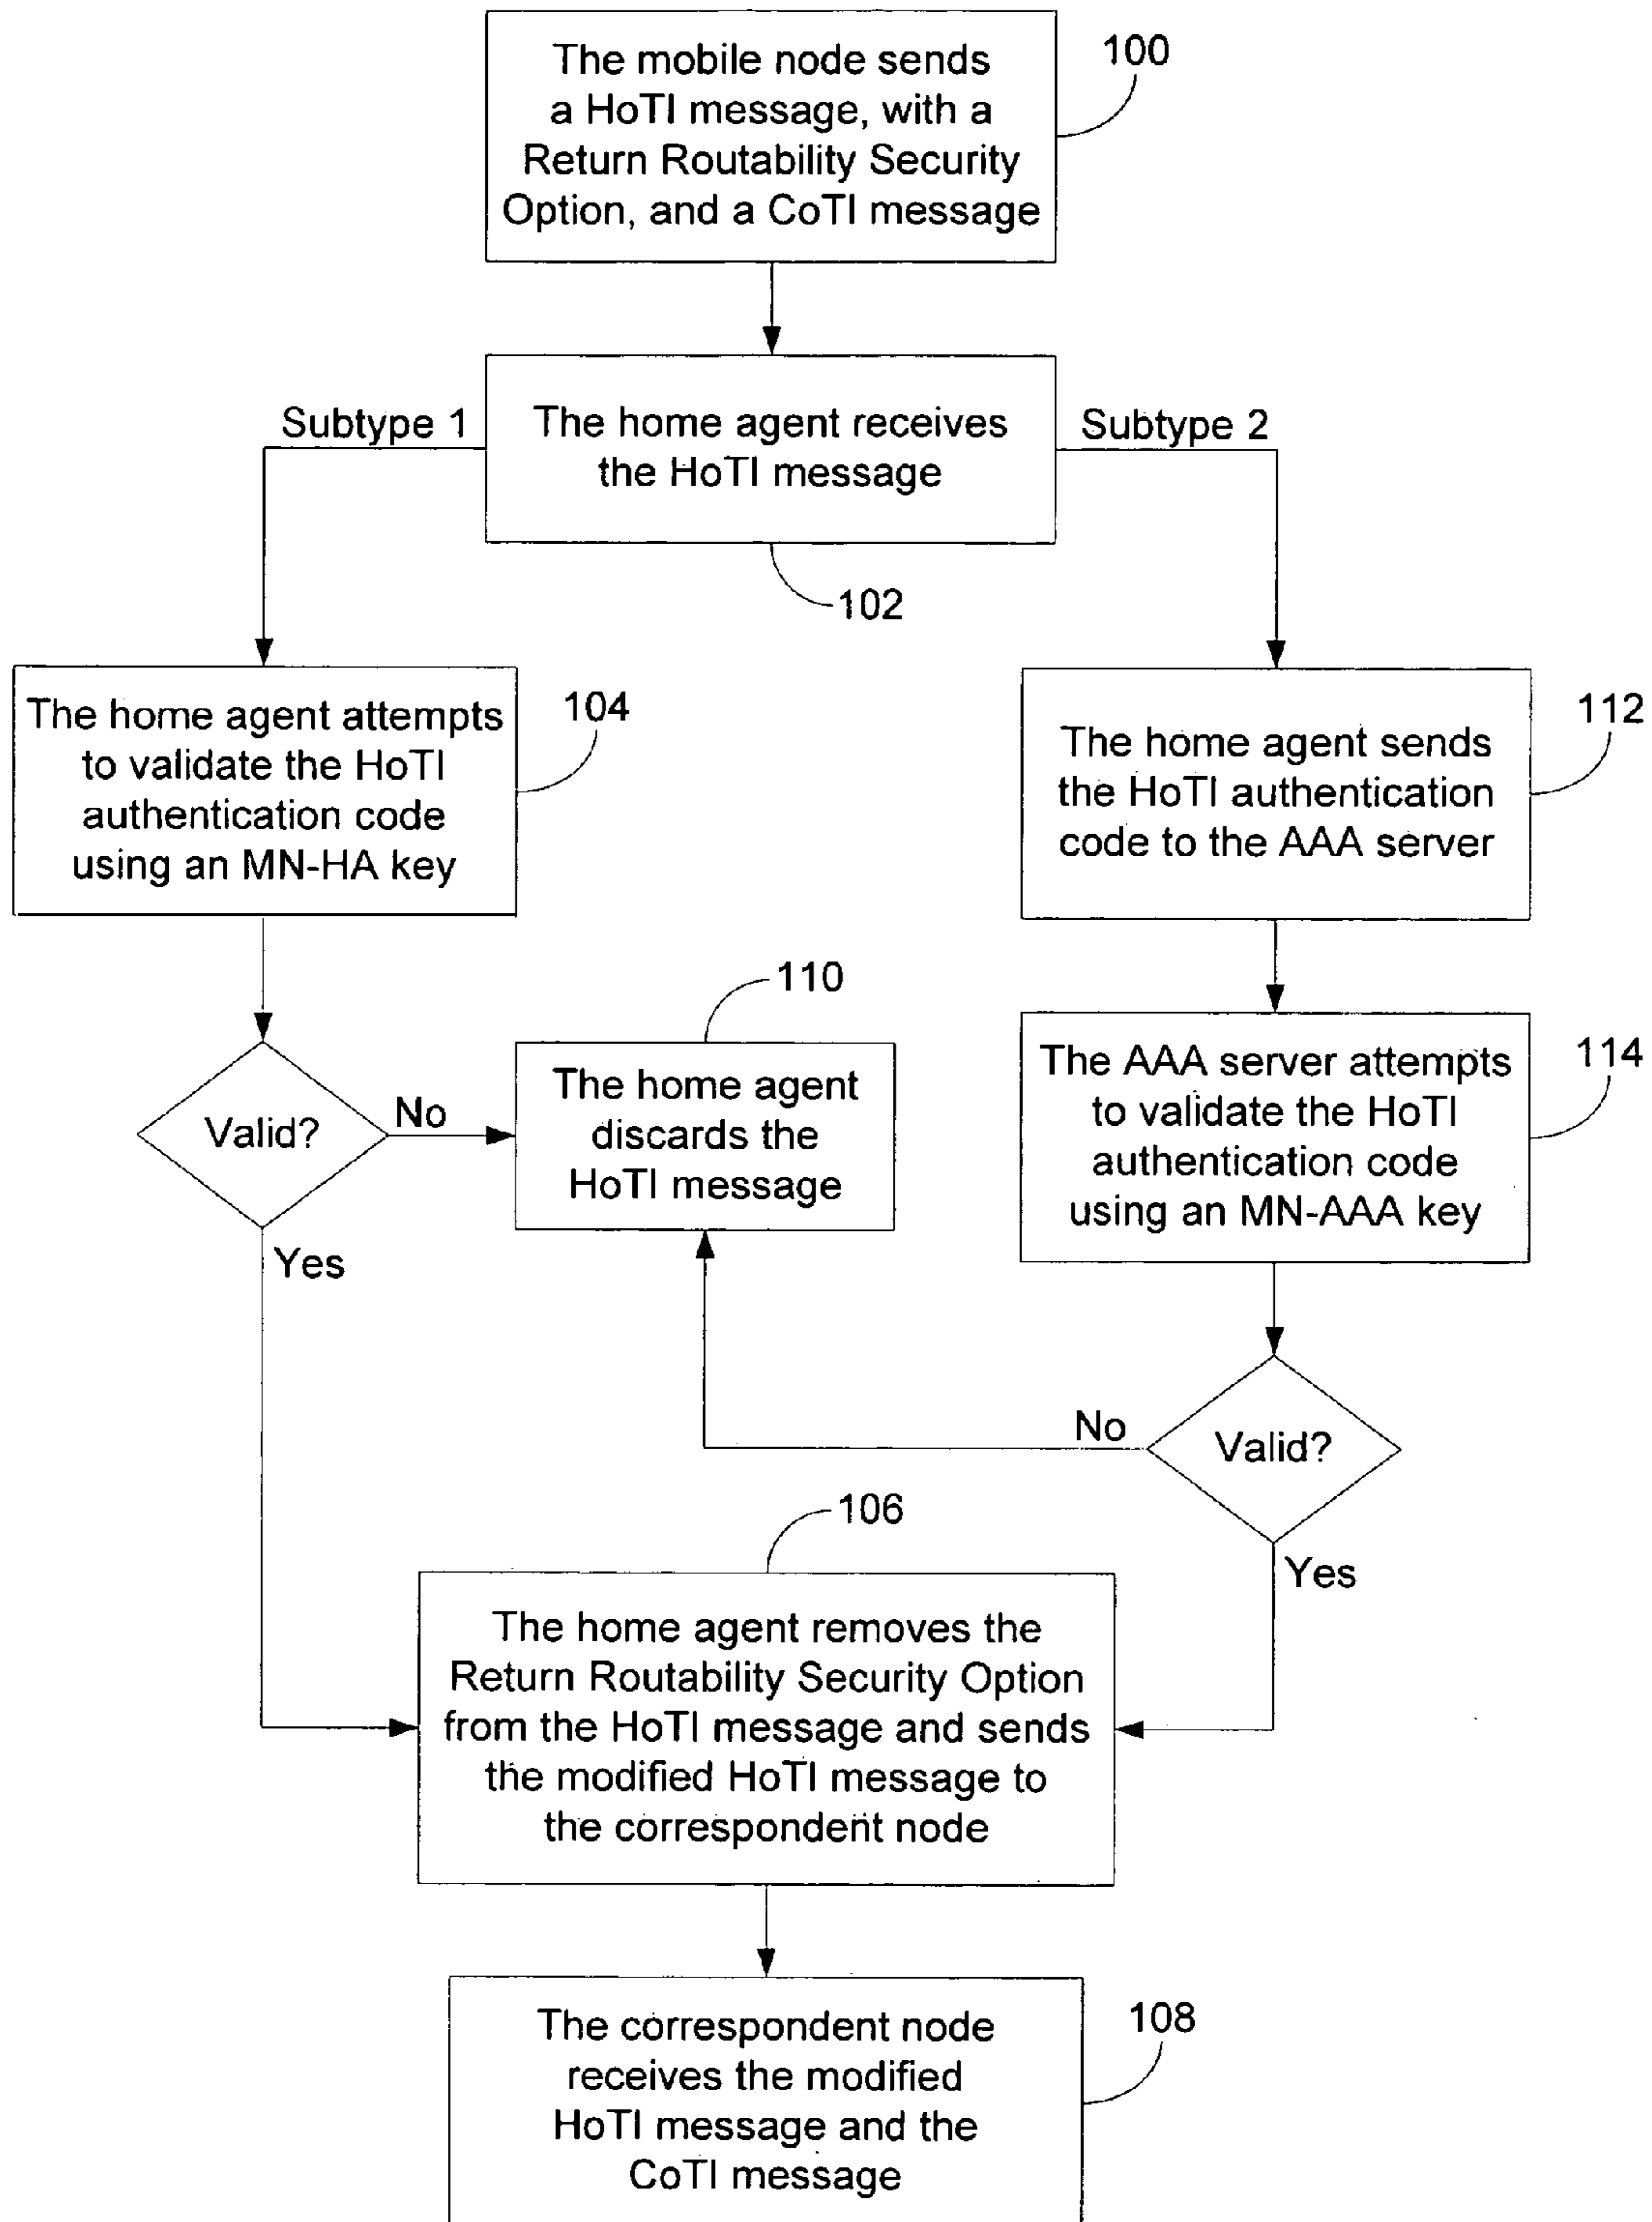 The mobile node sends
a HoTI message, with a
Return Routability Security
Option, and a CoTI message
100
The home agent receives
the HoTI message
Subtype 1
Subtype 2
102
The home agent attempts
to validate the HoTI
authentication code
using an MN-HA key
104
The home agent sends
the HoTI authentication
code to the AAA server
112
Valid?
No
Yes
110
The home agent
discards the
HoTI message
The AAA server attempts
to validate the HoTI
authentication code
using an MN-AAA key
114
Valid?
No
Yes
106
The home agent removes the
Return Routability Security Option
from the HoTI message and sends
the modified HoTI message to
the correspondent node
The correspondent node
receives the modified
HoTI message and the
CoTI message
108